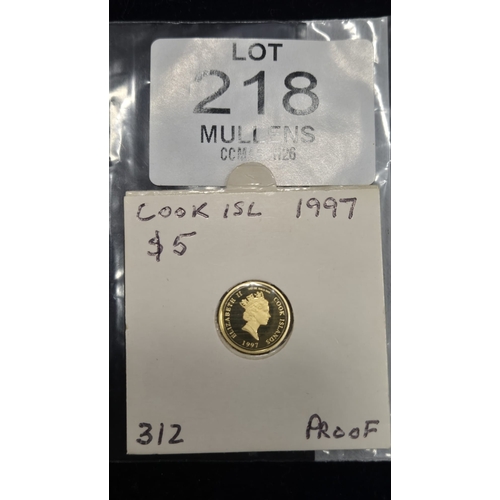 LOT
218
MULLENS
COOK ISL 1997
$5
ELIZABETH II COOK ISLANDS
1997
312 PROOF